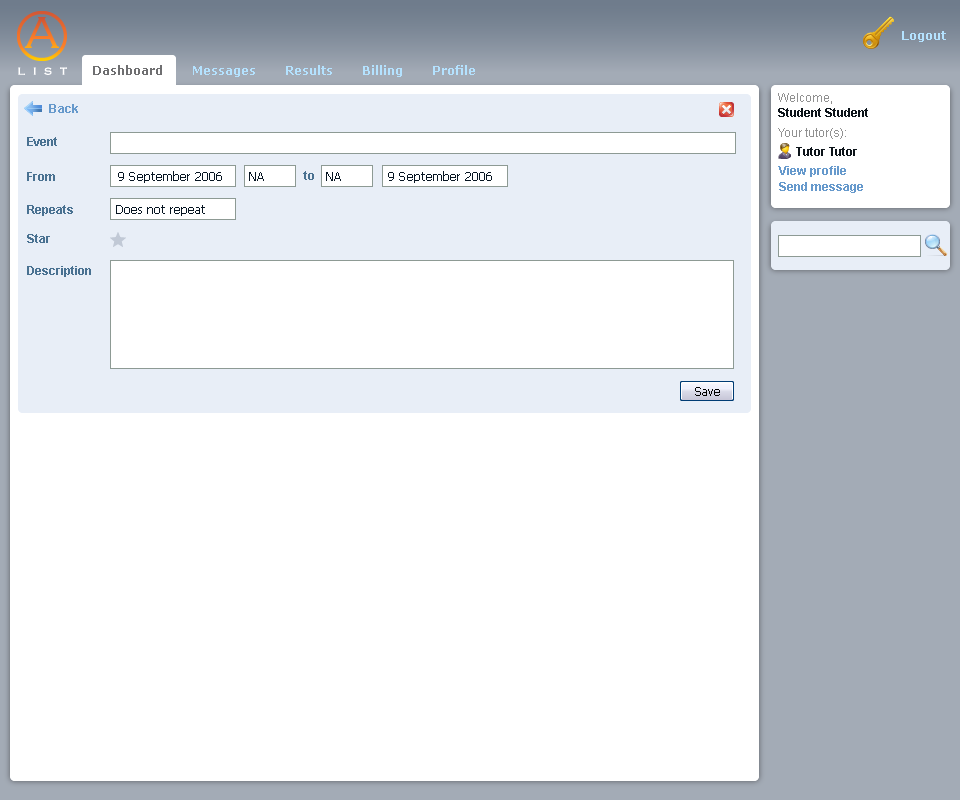 A
LIST
Dashboard Messages Results Billing Profile
Logout
Back
Event
From 9 September 2006 NA to NA 9 September 2006
Repeats Does not repeat
Star
Description
Save
Welcome,
Student Student
Your tutor(s):
Tutor Tutor
View profile
Send message